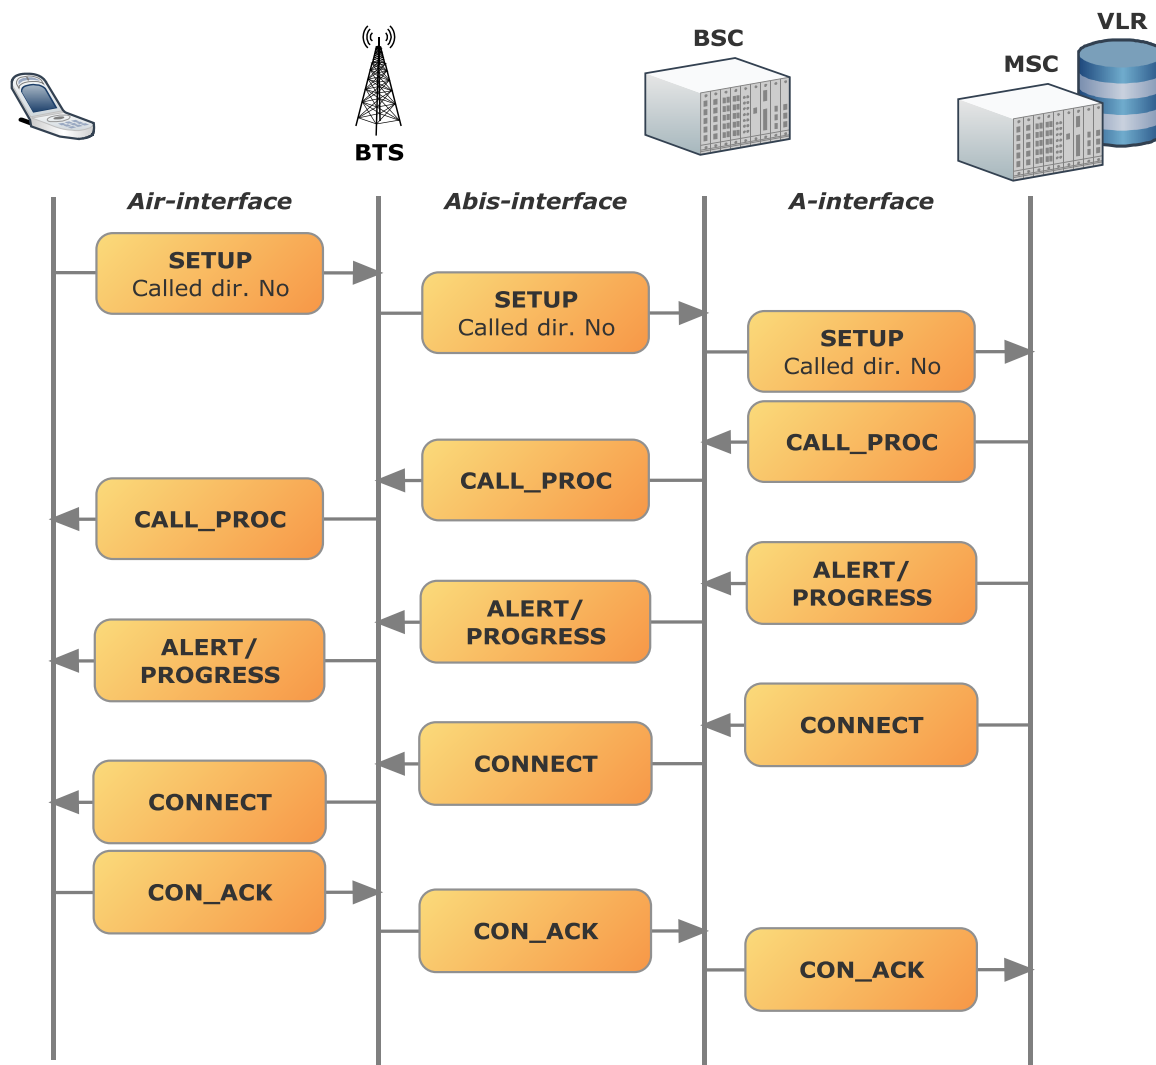 VLR
BSC
MSC
BTS
Air-interface
Abis-interface
A-interface
SETUP
Called dir. No
SETUP
Called dir. No
SETUP
Called dir. No
CALL_PROC
CALL_PROC
CALL_PROC
ALERT/
PROGRESS
ALERT/
PROGRESS
ALERT/
PROGRESS
CONNECT
CONNECT
CONNECT
CON_ACK
CON_ACK
CON_ACK